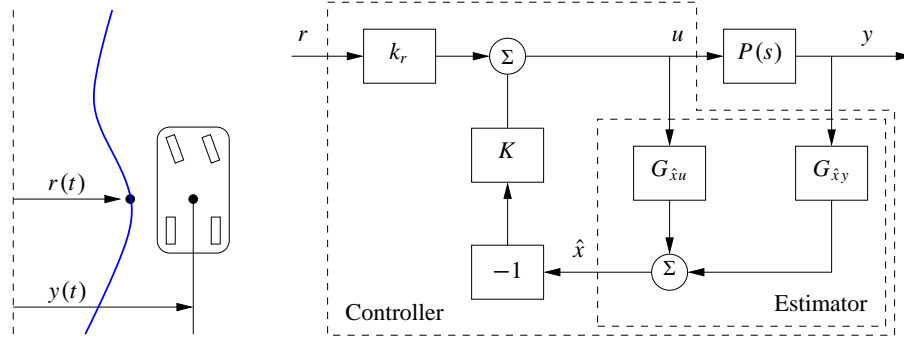 r(t)
y(t)
r
k_r
Σ
u
P(s)
y
K
G_{x̂u}
G_{x̂y}
x̂
−1
Σ
Controller
Estimator